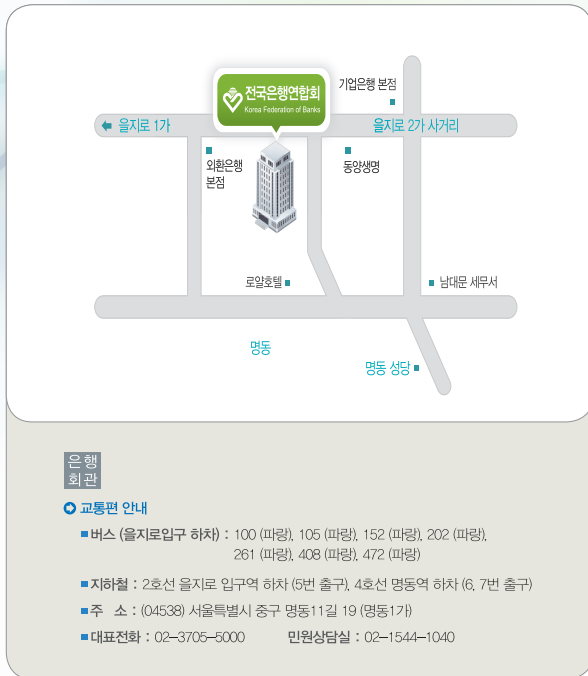 기업은행 본점
전국은행연합회
Korea Federation of Banks
을지로 1가
을지로 2가 사거리
외환은행
본점
동양생명
로얄호텔
남대문 세무서
명동
명동 성당
은행
회관
교통편 안내
버스 (을지로입구 하차) : 100 (파랑), 105 (파랑), 152 (파랑), 202 (파랑),
261 (파랑), 408 (파랑), 472 (파랑)
지하철 : 2호선 을지로 입구역 하차 (5번 출구), 4호선 명동역 하차 (6, 7번 출구)
주 소 : (04538) 서울특별시 중구 명동11길 19 (명동1가)
대표전화 : 02-3705-5000 민원상담실 : 02-1544-1040